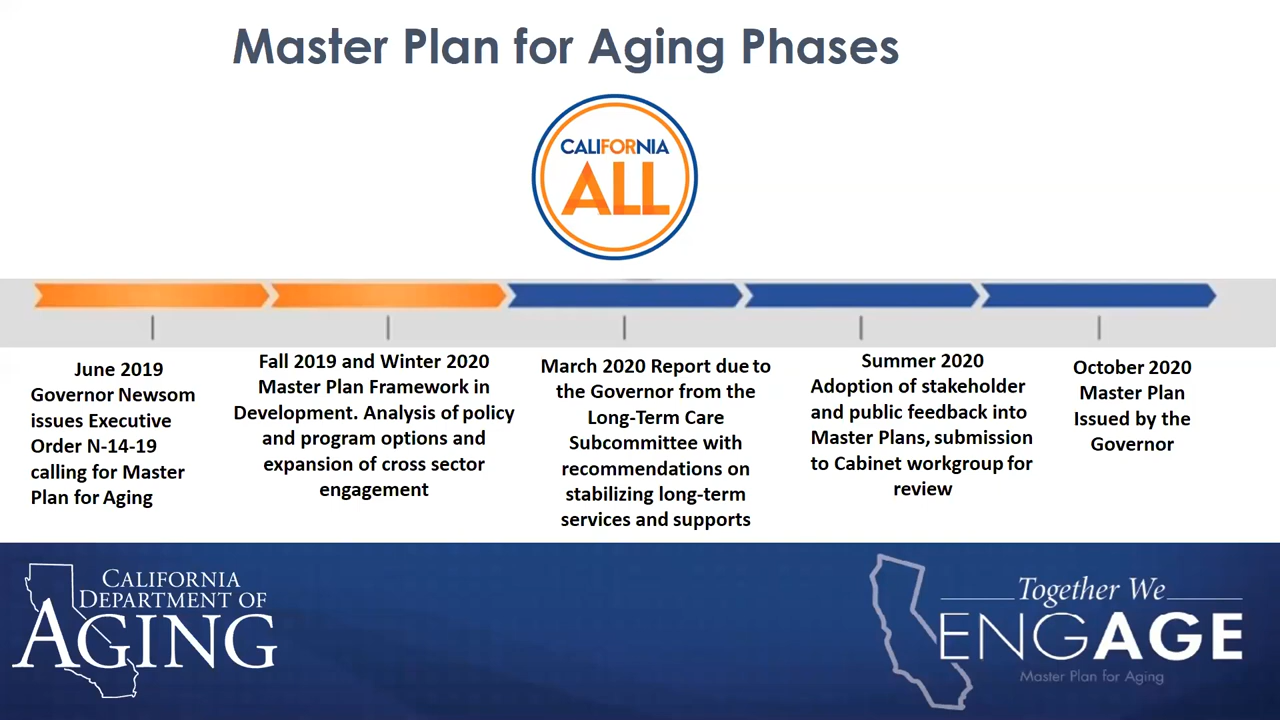 Master Plan for Aging Phases
CALIFORNIA
ALL
June 2019
Governor Newsom
issues Executive
Order N-14-19
calling for Master
Plan for Aging
Fall 2019 and Winter 2020
Master Plan Framework in
Development. Analysis of policy
and program options and
expansion of cross sector
engagement
March 2020 Report due to
the Governor from the
Long-Term Care
Subcommittee with
recommendations on
stabilizing long-term
services and supports
Summer 2020
Adoption of stakeholder
and public feedback into
Master Plans, submission
to Cabinet workgroup for
review
October 2020
Master Plan
Issued by the
Governor
CALIFORNIA
DEPARTMENT OF
AGING
Together We
ENGAGE
Master Plan for Aging